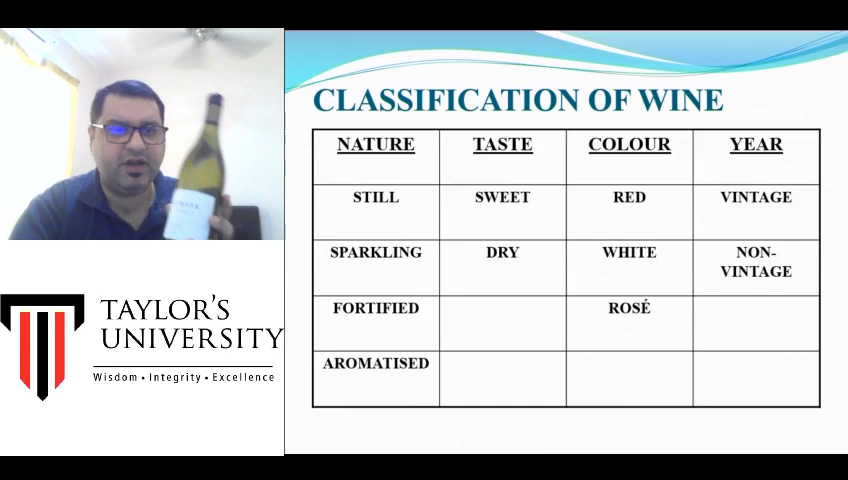 CLASSIFICATION OF WINE
NATURE TASTE COLOUR YEAR
STILL SWEET RED VINTAGE
SPARKLING DRY WHITE NON-
VINTAGE
FORTIFIED ROSÉ
AROMATISED
TAYLOR'S
UNIVERSITY
Wisdom • Integrity • Excellence